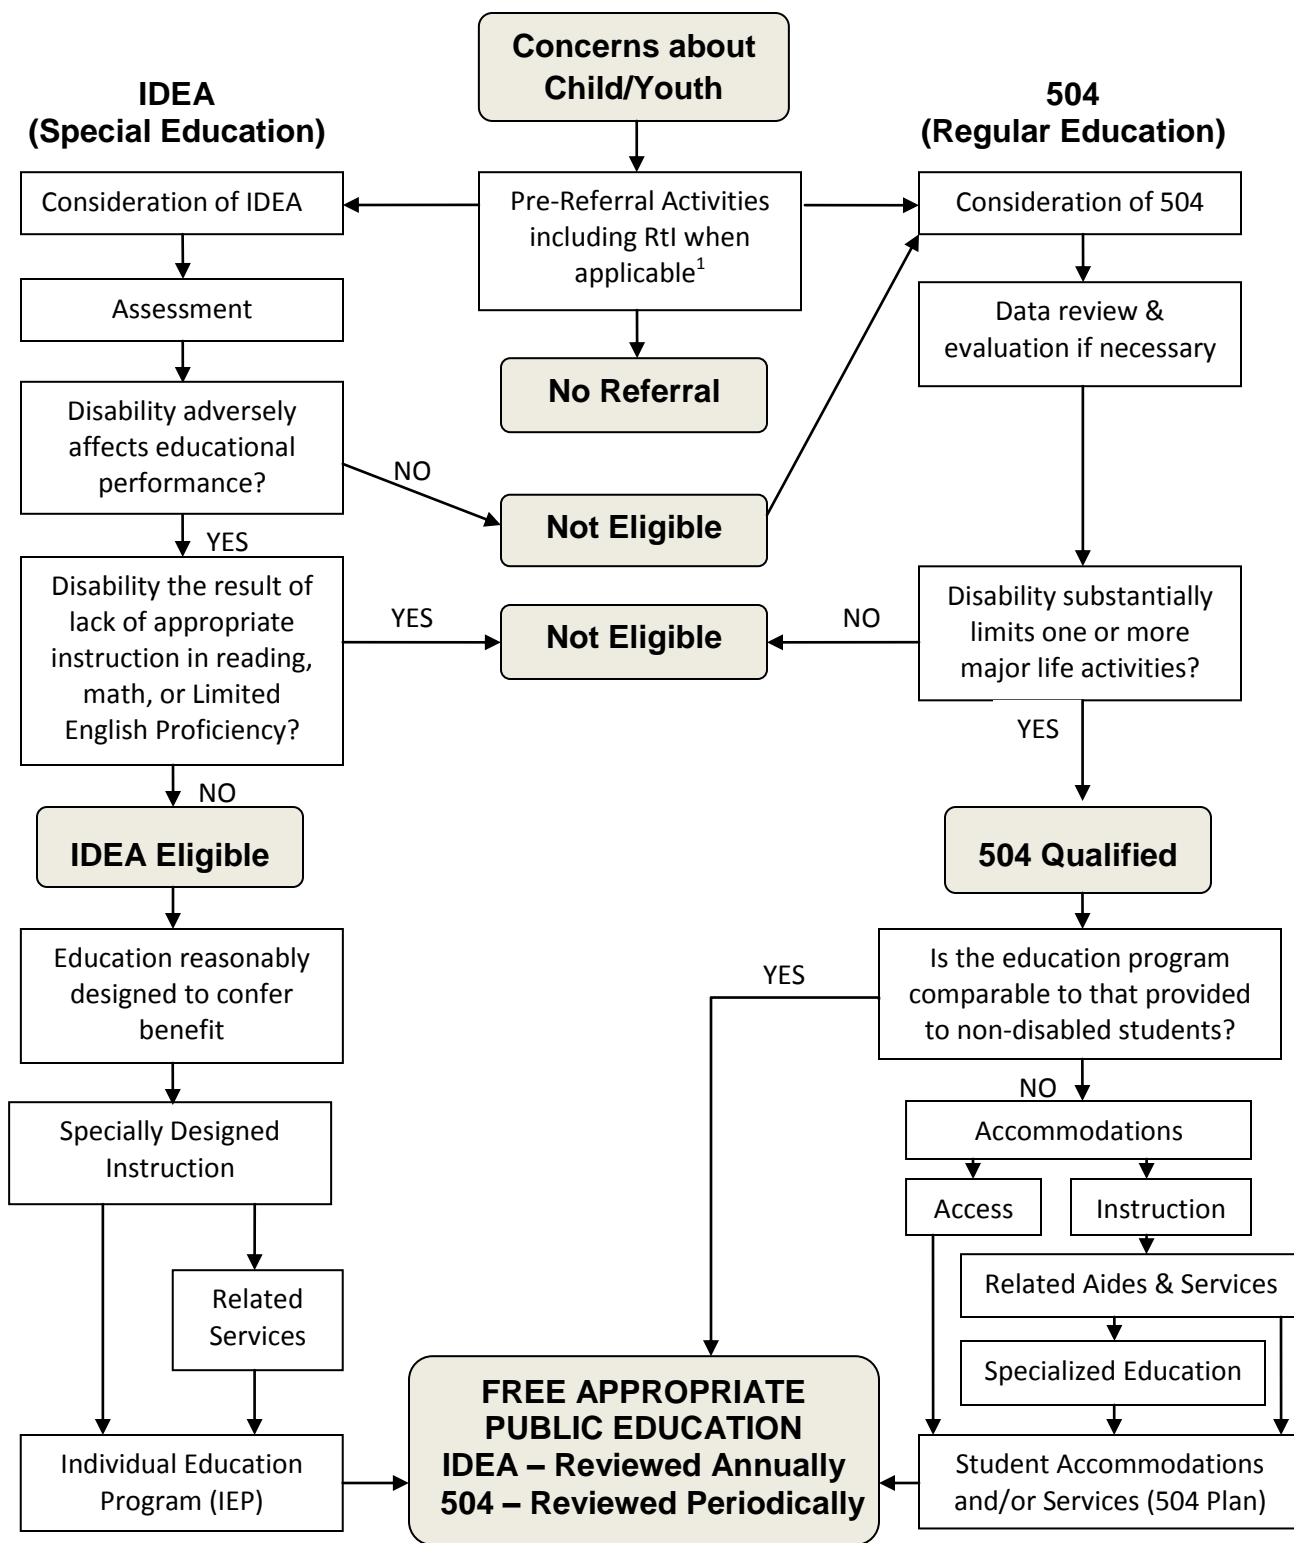 Concerns about
Child/Youth
IDEA
(Special Education)
504
(Regular Education)
Consideration of IDEA
Pre-Referral Activities
including RtI when
applicable1
Consideration of 504
Assessment
Data review &
evaluation if necessary
No Referral
Disability adversely
affects educational
performance?
NO
Not Eligible
YES
Disability the result of
lack of appropriate
instruction in reading,
math, or Limited
English Proficiency?
YES
Not Eligible
NO
Disability substantially
limits one or more
major life activities?
YES
NO
IDEA Eligible
504 Qualified
Education reasonably
designed to confer
benefit
YES
Is the education program
comparable to that provided
to non-disabled students?
NO
Specially Designed
Instruction
Accommodations
Access
Instruction
Related Aides & Services
Related
Services
Specialized Education
FREE APPROPRIATE
PUBLIC EDUCATION
IDEA – Reviewed Annually
504 – Reviewed Periodically
Individual Education
Program (IEP)
Student Accommodations
and/or Services (504 Plan)